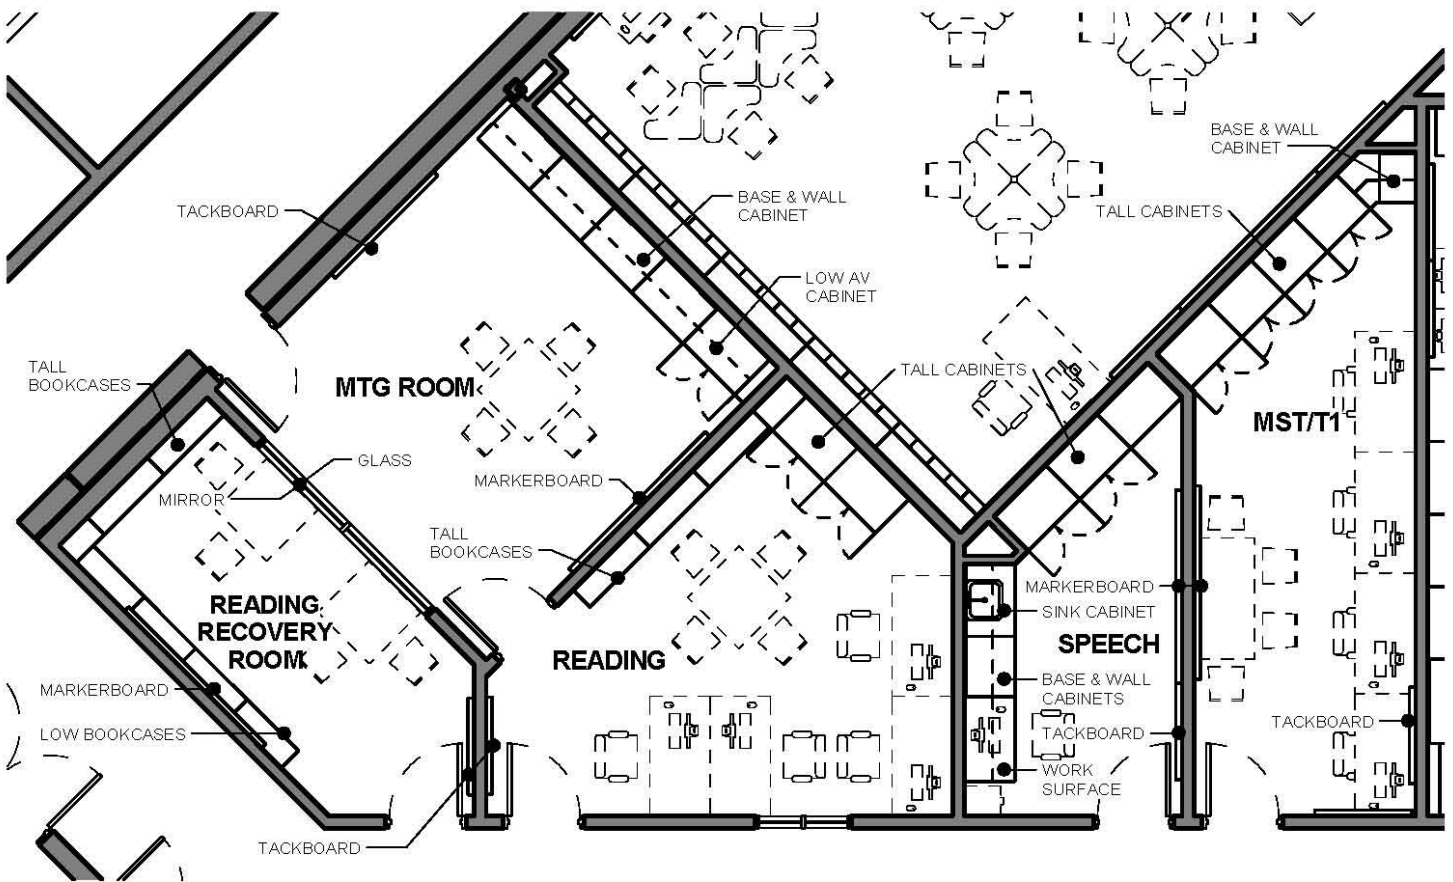 BASE & WALL
CABINET
TACKBOARD
BASE & WALL
CABINET
TALL CABINETS
LOW AV
CABINET
TALL
BOOKCASES
MTG ROOM
TALL CABINETS
MST/T1
GLASS
MIRROR
MARKERBOARD
TALL
BOOKCASES
READING
RECOVERY
ROOM
READING
MARKERBOARD
SINK CABINET
SPEECH
MARKERBOARD
LOW BOOKCASES
BASE & WALL
CABINETS
TACKBOARD
TACKBOARD
WORK
SURFACE
TACKBOARD